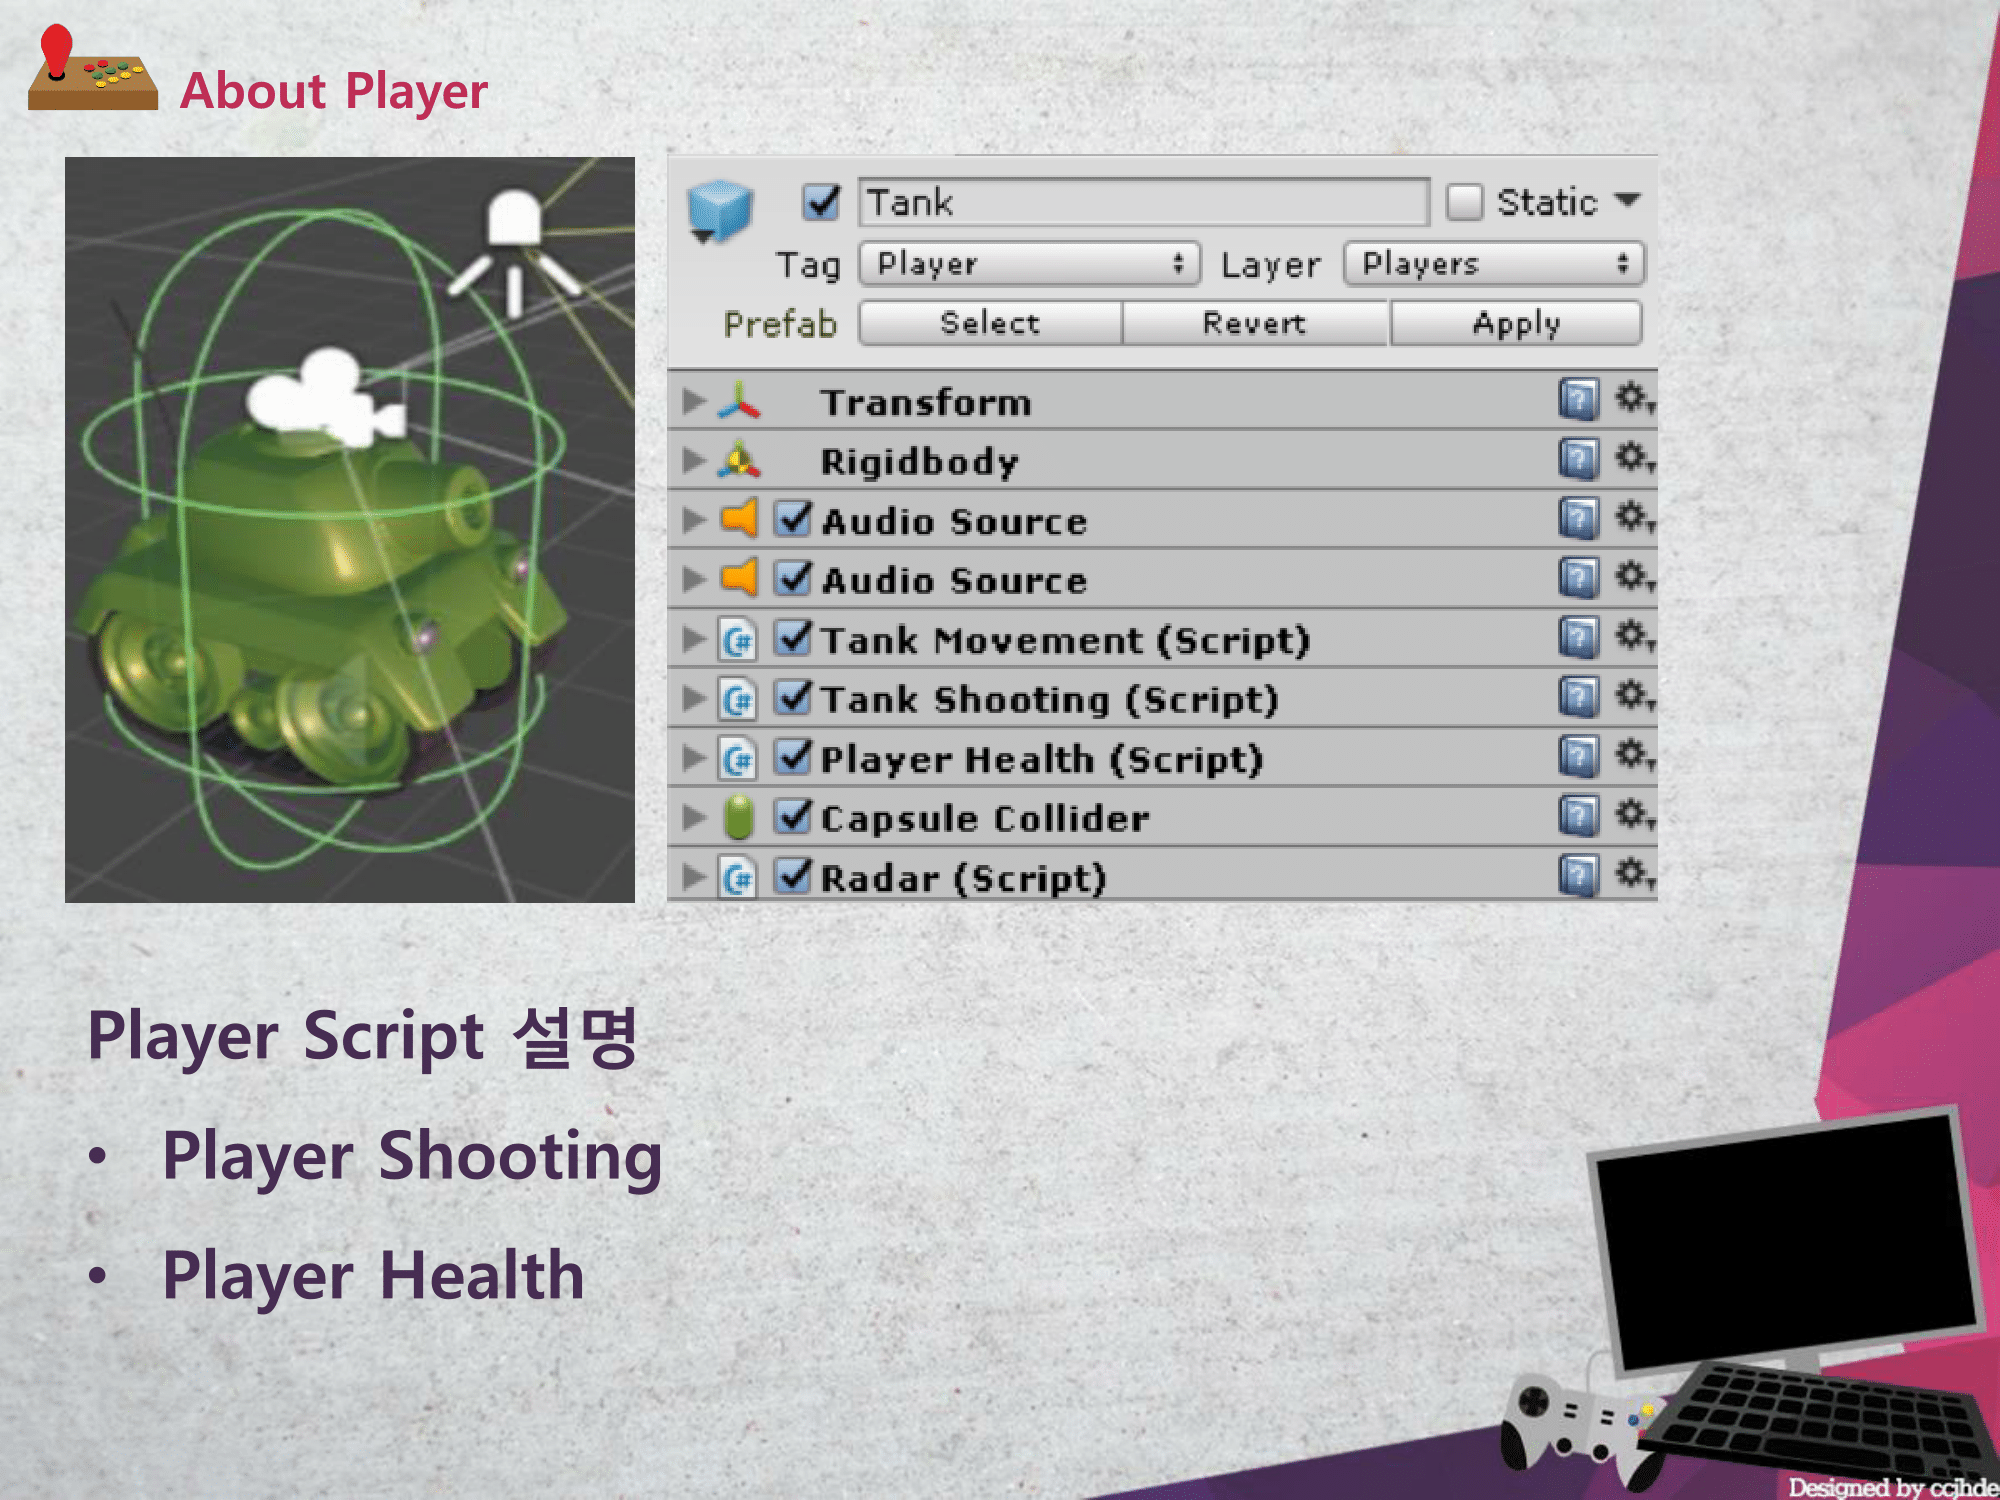 About Player
Tank
Static
Tag Player Layer Players
Prefab Select Revert Apply
Transform
Rigidbody
Audio Source
Audio Source
Tank Movement (Script)
Tank Shooting (Script)
Player Health (Script)
Capsule Collider
Radar (Script)
Player Script 설명
• Player Shooting
• Player Health
Designed by ccjhde